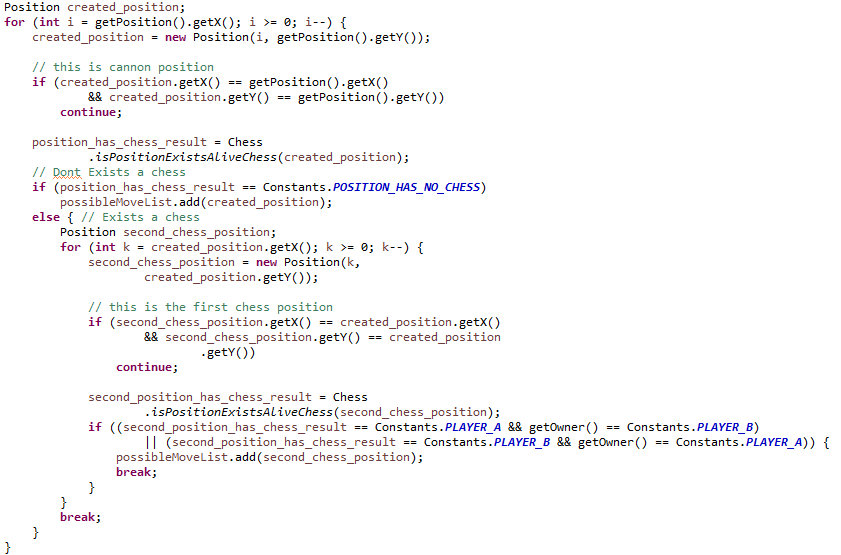 Position created_position;
for (int i = getPosition().getX(); i >= 0; i--) {
created_position = new Position(i, getPosition().getY());
// this is cannon position
if (created_position.getX() == getPosition().getX()
&& created_position.getY() == getPosition().getY())
continue;
position_has_chess_result = Chess
.isPositionExistsAliveChess(created_position);
// Dont Exists a chess
if (position_has_chess_result == Constants.POSITION_HAS_NO_CHESS)
possibleMoveList.add(created_position);
else { // Exists a chess
Position second_chess_position;
for (int k = created_position.getX(); k >= 0; k--) {
second_chess_position = new Position(k,
created_position.getY());
// this is the first chess position
if (second_chess_position.getX() == created_position.getX()
&& second_chess_position.getY() == created_position
.getY())
continue;
second_position_has_chess_result = Chess
.isPositionExistsAliveChess(second_chess_position);
if ((second_position_has_chess_result == Constants.PLAYER_A && getOwner() == Constants.PLAYER_B)
|| (second_position_has_chess_result == Constants.PLAYER_B && getOwner() == Constants.PLAYER_A)) {
possibleMoveList.add(second_chess_position);
break;
}
}
break;
}
}